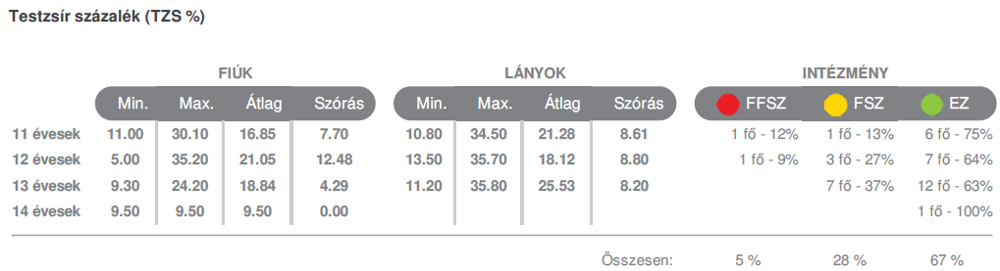 Testzsír százalék (TZS %)
FIÚK LÁNYOK INTÉZMÉNY
Min. Max. Átlag Szórás Min. Max. Átlag Szórás FFSZ FSZ EZ
11 évesek 11.00 30.10 16.85 7.70 10.80 34.50 21.28 8.61 1 fő - 12% 1 fő - 13% 6 fő - 75%
12 évesek 5.00 35.20 21.05 12.48 13.50 35.70 18.12 8.80 1 fő - 9% 3 fő - 27% 7 fő - 64%
13 évesek 9.30 24.20 18.84 4.29 11.20 35.80 25.53 8.20 7 fő - 37% 12 fő - 63%
14 évesek 9.50 9.50 9.50 0.00 1 fő - 100%
Összesen: 5 % 28 % 67 %